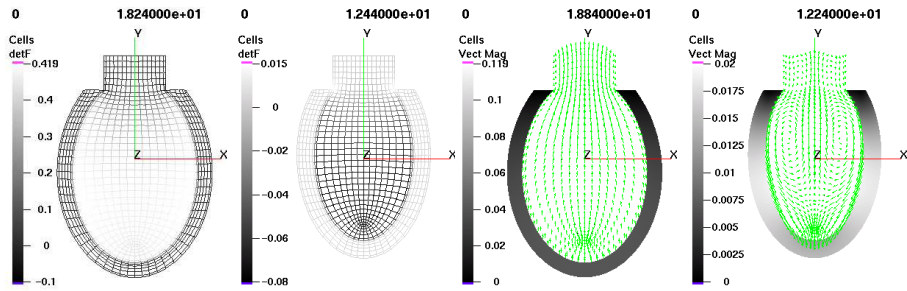 0 1.824000e+01
Cells
detF
0.419
0.4
0.3
0.2
0.1
0
-0.1
Y
Z X
0 1.244000e+01
Cells
detF
0.015
0
-0.02
-0.04
-0.06
-0.08
Y
Z X
0 1.884000e+01
Cells
Vect Mag
0.119
0.1
0.08
0.06
0.04
0.02
0
Y
Z X
0 1.224000e+01
Cells
Vect Mag
0.02
0.0175
0.015
0.0125
0.01
0.0075
0.005
0.0025
0
Y
Z X